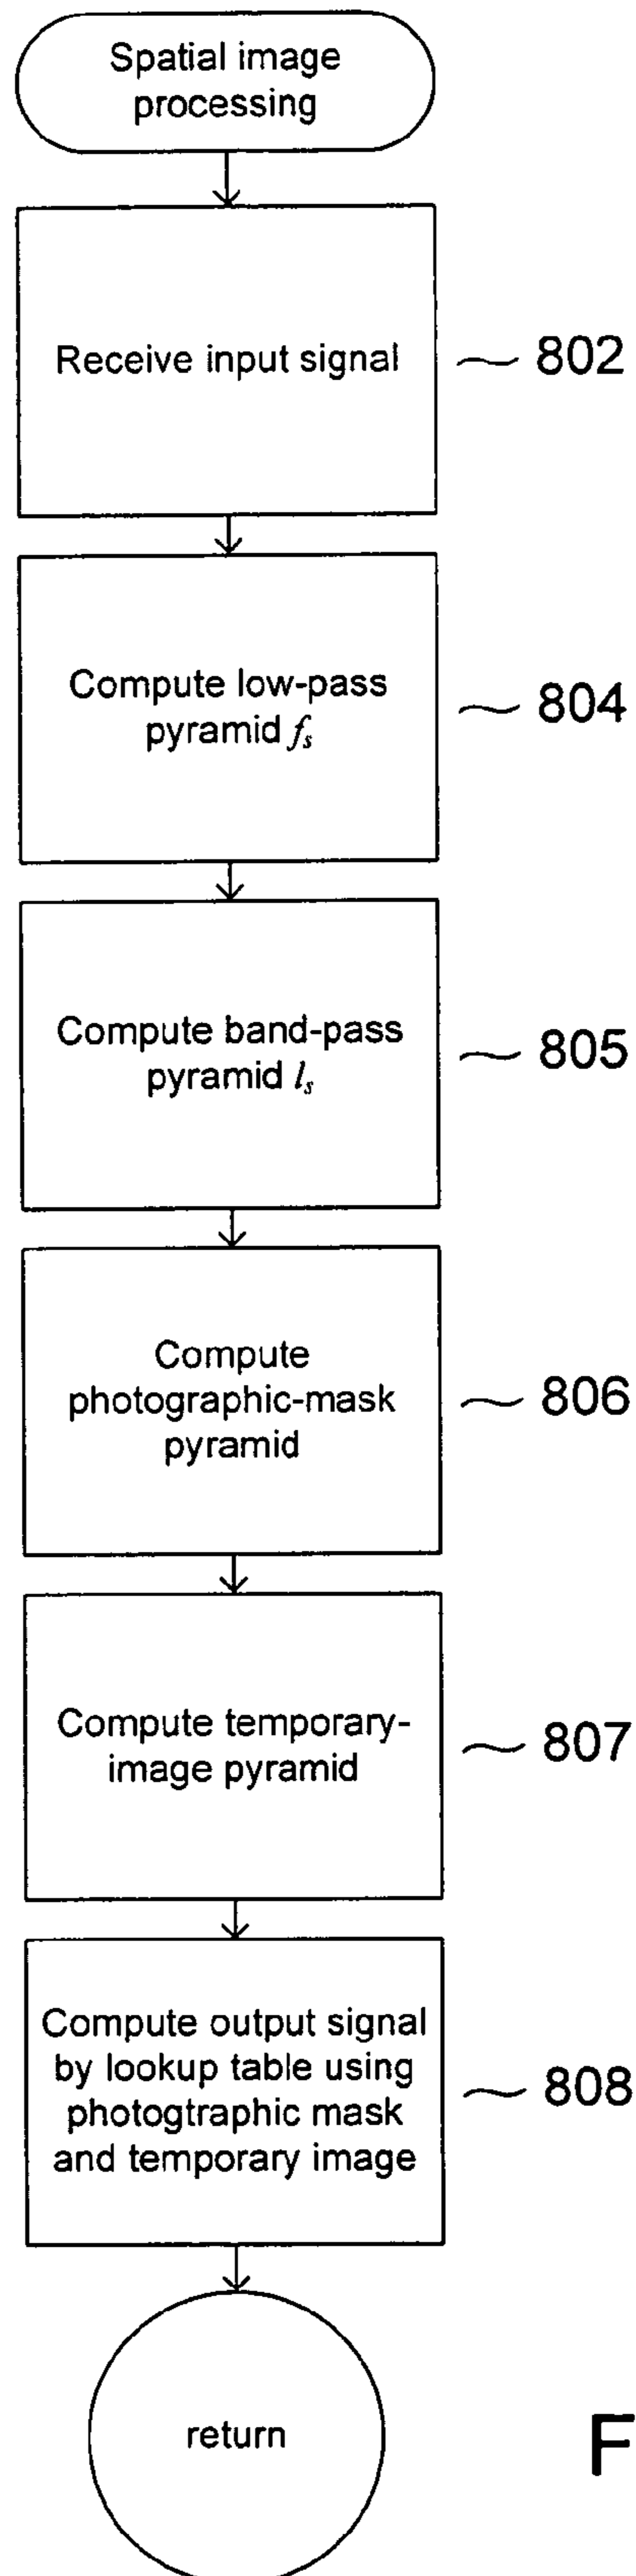 Spatial image
processing
Receive input signal
802
Compute low-pass
pyramid fs
804
Compute band-pass
pyramid ls
805
Compute
photographic-mask
pyramid
806
Compute temporary-
image pyramid
807
Compute output signal
by lookup table using
photogtraphic mask
and temporary image
808
return
F